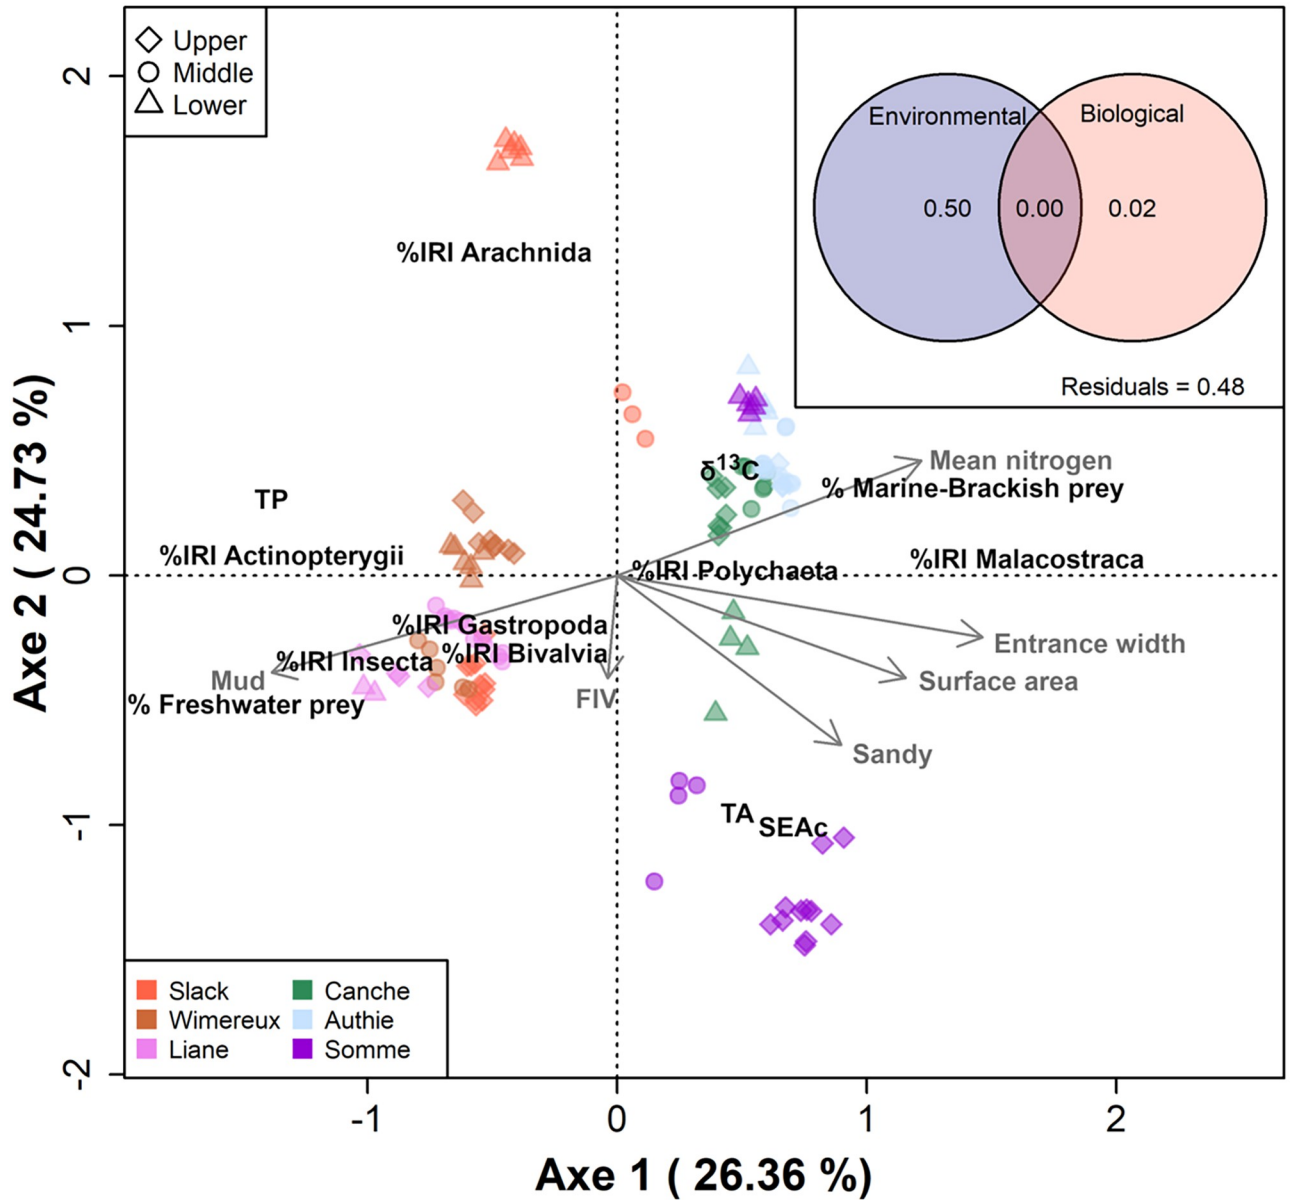 Upper
Middle
Lower
Environmental
Biological
0.50
0.00
0.02
Residuals = 0.48
%IRI Arachnida
δ13C
Mean nitrogen
% Marine-Brackish prey
TP
%IRI Actinopterygii
%IRI Polychaeta
%IRI Malacostraca
%IRI Gastropoda
%IRI Insecta
%IRI Bivalvia
Mud
% Freshwater prey
FIV
Entrance width
Surface area
Sandy
TA
SEAc
Slack
Wimereux
Liane
Canche
Authie
Somme
2
1
0
-1
-2
Axe 2 ( 24.73 %)
-1
0
1
2
Axe 1 ( 26.36 %)